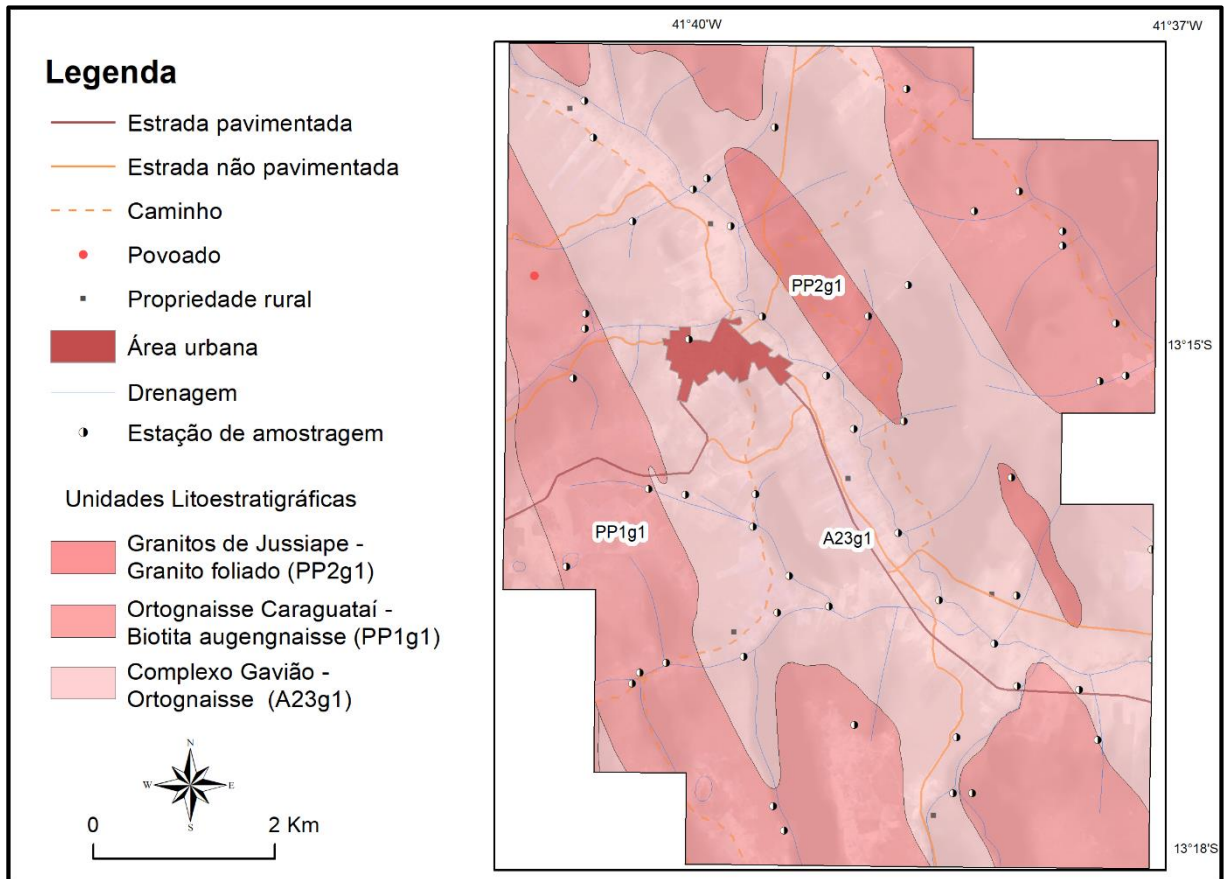 Legenda
Estrada pavimentada
Estrada não pavimentada
Caminho
Povoado
Propriedade rural
Área urbana
Drenagem
Estação de amostragem
Unidades Litoestratigráficas
Granitos de Jussiape -
Granito foliado (PP2g1)
Ortognaisse Caraguataí -
Biotita augengnaisse (PP1g1)
Complexo Gavião -
Ortognaisse (A23g1)
N
W E
S
0 2 Km
41°40'W 41°37'W
PP2g1
13°15'S
PP1g1
A23g1
13°18'S